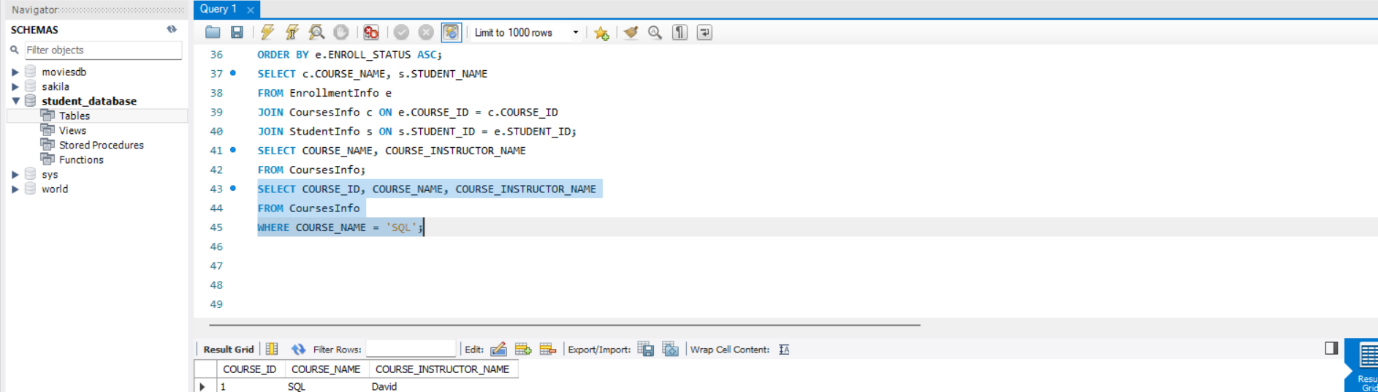 Navigator
Query 1
SCHEMAS
Filter objects
moviesdb
sakila
student_database
Tables
Views
Stored Procedures
Functions
sys
world
Limit to 1000 rows
36 ORDER BY e.ENROLL_STATUS ASC;
37 SELECT c.COURSE_NAME, s.STUDENT_NAME
38 FROM EnrollmentInfo e
39 JOIN CoursesInfo c ON e.COURSE_ID = c.COURSE_ID
40 JOIN StudentInfo s ON s.STUDENT_ID = e.STUDENT_ID;
41 SELECT COURSE_NAME, COURSE_INSTRUCTOR_NAME
42 FROM CoursesInfo;
43 SELECT COURSE_ID, COURSE_NAME, COURSE_INSTRUCTOR_NAME
44 FROM CoursesInfo
45 WHERE COURSE_NAME = 'SQL';
46
47
48
49
Result Grid Filter Rows: Edit: Export/Import: Wrap Cell Content:
COURSE_ID COURSE_NAME COURSE_INSTRUCTOR_NAME
1 SQL David
Result
Grid